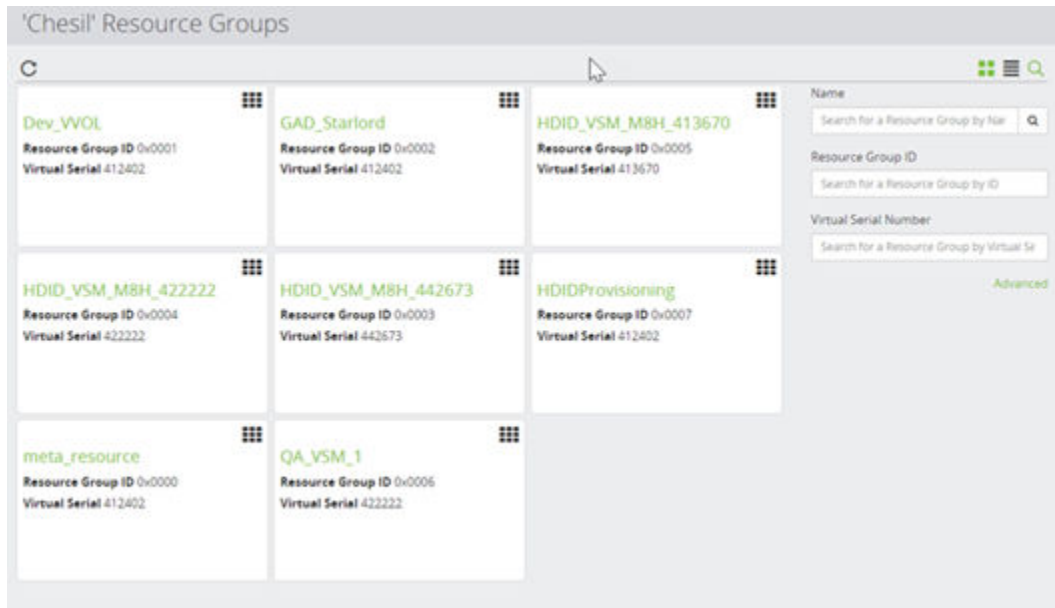 'Chesil' Resource Groups
Dev_VVOL
Resource Group ID 0x0001
Virtual Serial 412402
GAD_Starlord
Resource Group ID 0x0002
Virtual Serial 412402
HDID_VSM_M8H_413670
Resource Group ID 0x0005
Virtual Serial 413670
HDID_VSM_M8H_422222
Resource Group ID 0x0004
Virtual Serial 422222
HDID_VSM_M8H_442673
Resource Group ID 0x0003
Virtual Serial 442673
HDIDProvisioning
Resource Group ID 0x0007
Virtual Serial 412402
meta_resource
Resource Group ID 0x0000
Virtual Serial 412402
QA_VSM_1
Resource Group ID 0x0006
Virtual Serial 422222
Name
Search for a Resource Group by Nar
Resource Group ID
Search for a Resource Group by ID
Virtual Serial Number
Search for a Resource Group by Virtual Se
Advanced